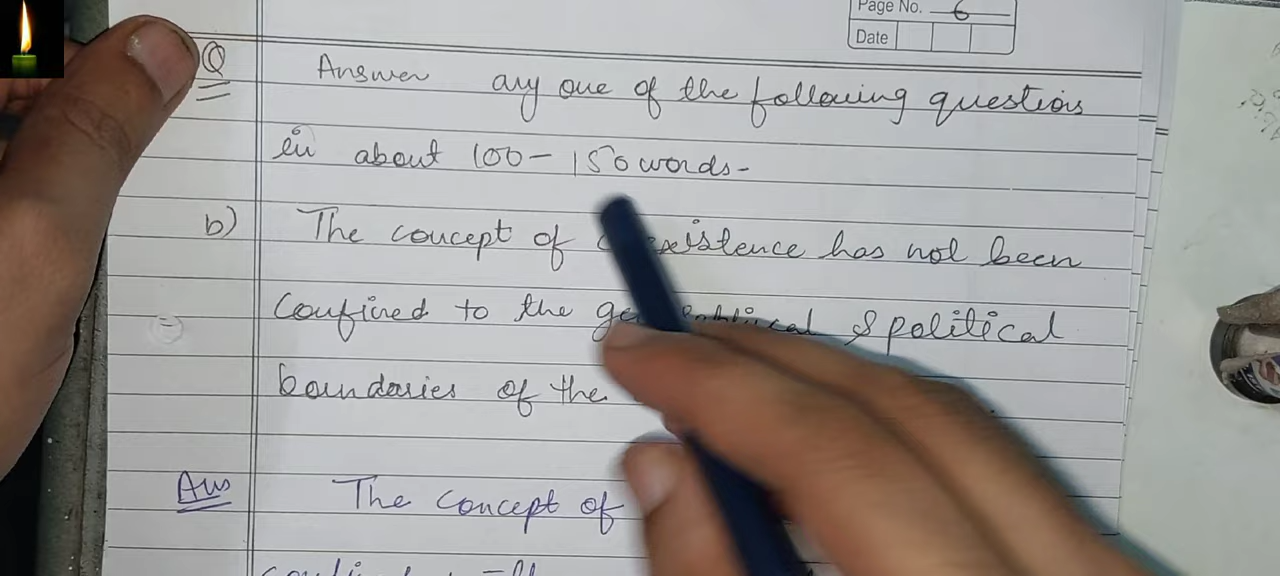 Page No. 6
Date
Q Answer any one of the following questions
in about 100-150 words-
b) The concept of existence has not been
confined to the & political
boundaries of the
Ans The concept of